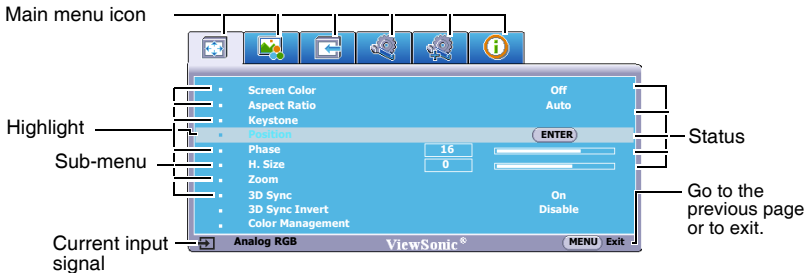 Main menu icon
Screen Color Off
Aspect Ratio Auto
Keystone
Highlight
Position ENTER
Status
Phase 16
Sub-menu
H. Size 0
Zoom
3D Sync On
3D Sync Invert Disable
Color Management
Go to the
previous page
or to exit.
Current input
signal
Analog RGB ViewSonic® MENU Exit